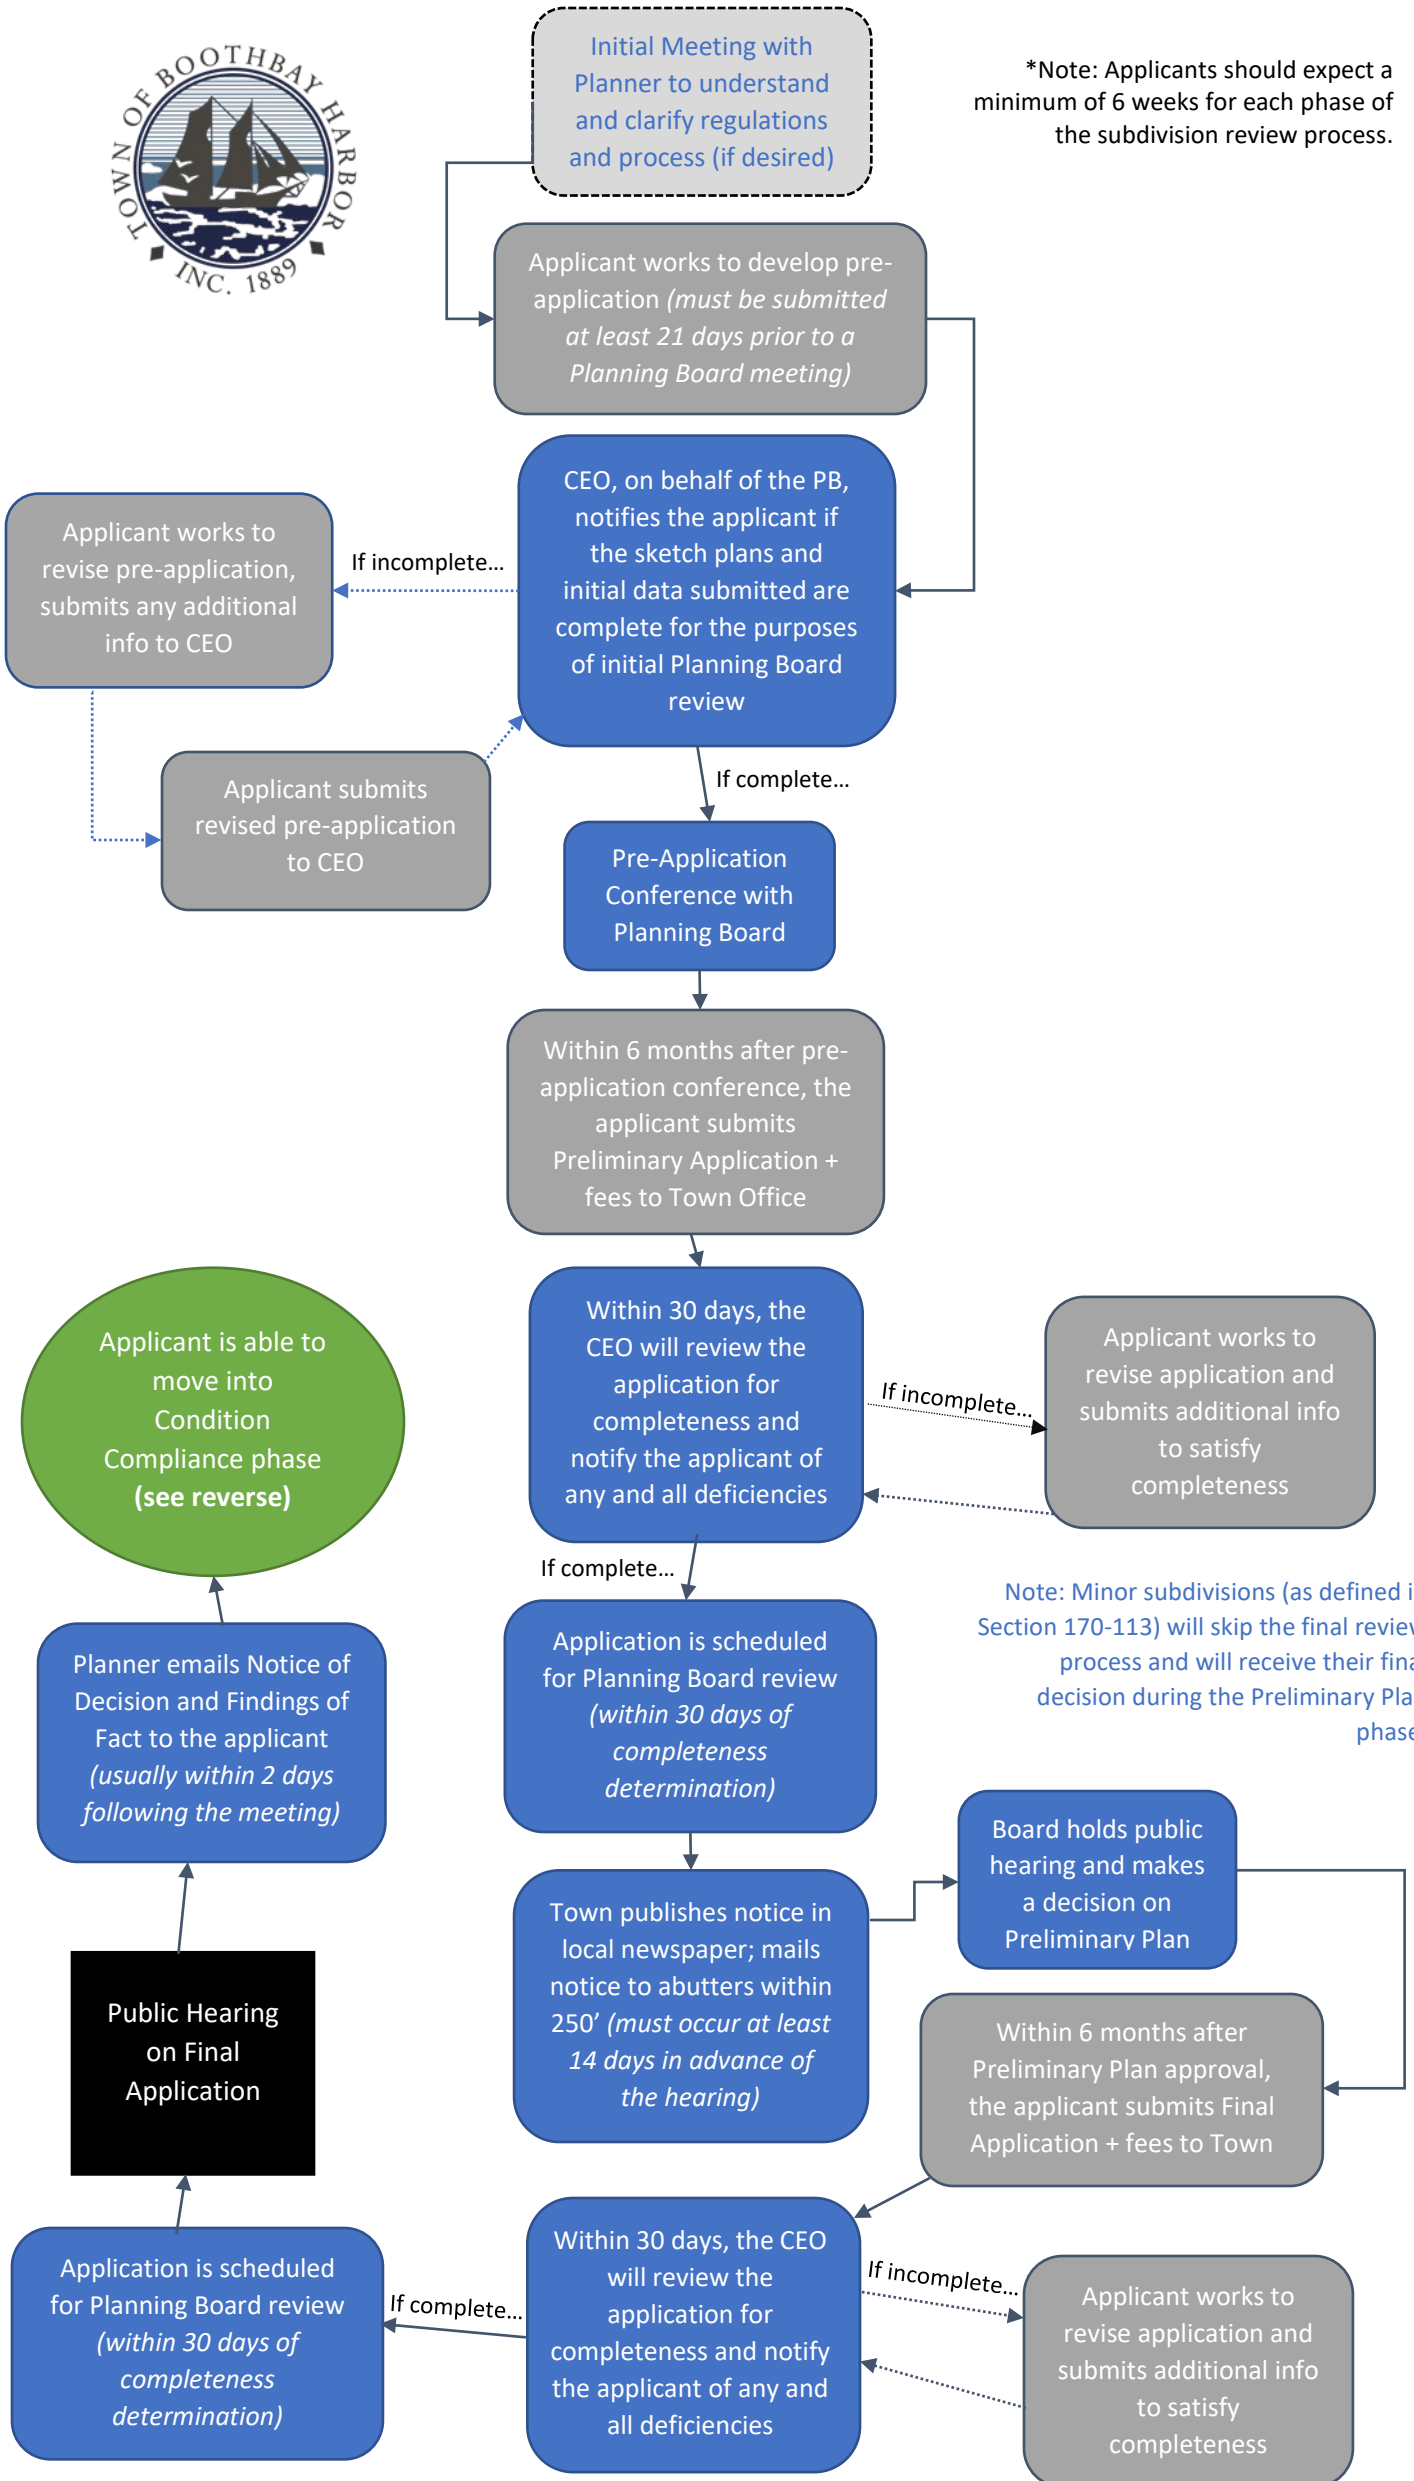 TOWN OF BOOTHBAY HARBOR
INC. 1889
Initial Meeting with
Planner to understand
and clarify regulations
and process (if desired)
*Note: Applicants should expect a
minimum of 6 weeks for each phase of
the subdivision review process.
Applicant works to develop pre-
application (must be submitted
at least 21 days prior to a
Planning Board meeting)
CEO, on behalf of the PB,
notifies the applicant if
the sketch plans and
initial data submitted are
complete for the purposes
of initial Planning Board
review
If incomplete…
Applicant works to
revise pre-application,
submits any additional
info to CEO
Applicant submits
revised pre-application
to CEO
If complete…
Pre-Application
Conference with
Planning Board
Within 6 months after pre-
application conference, the
applicant submits
Preliminary Application +
fees to Town Office
Within 30 days, the
CEO will review the
application for
completeness and
notify the applicant of
any and all deficiencies
If incomplete…
Applicant works to
revise application and
submits additional info
to satisfy
completeness
If complete…
Application is scheduled
for Planning Board review
(within 30 days of
completeness
determination)
Note: Minor subdivisions (as defined i
Section 170-113) will skip the final review
process and will receive their fina
decision during the Preliminary Pla
phase
Town publishes notice in
local newspaper; mails
notice to abutters within
250’ (must occur at least
14 days in advance of
the hearing)
Board holds public
hearing and makes
a decision on
Preliminary Plan
Within 6 months after
Preliminary Plan approval,
the applicant submits Final
Application + fees to Town
Within 30 days, the CEO
will review the
application for
completeness and notify
the applicant of any and
all deficiencies
If incomplete…
Applicant works to
revise application and
submits additional info
to satisfy
completeness
If complete…
Application is scheduled
for Planning Board review
(within 30 days of
completeness
determination)
Public Hearing
on Final
Application
Planner emails Notice of
Decision and Findings of
Fact to the applicant
(usually within 2 days
following the meeting)
Applicant is able to
move into
Condition
Compliance phase
(see reverse)